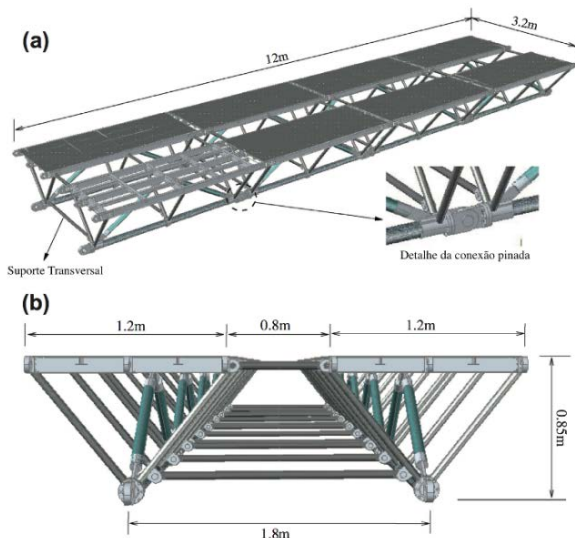 (a)
3.2m
12m
Suporte Transversal
Detalhe da conexão pinada
(b)
1.2m
0.8m
1.2m
0.85m
1.8m